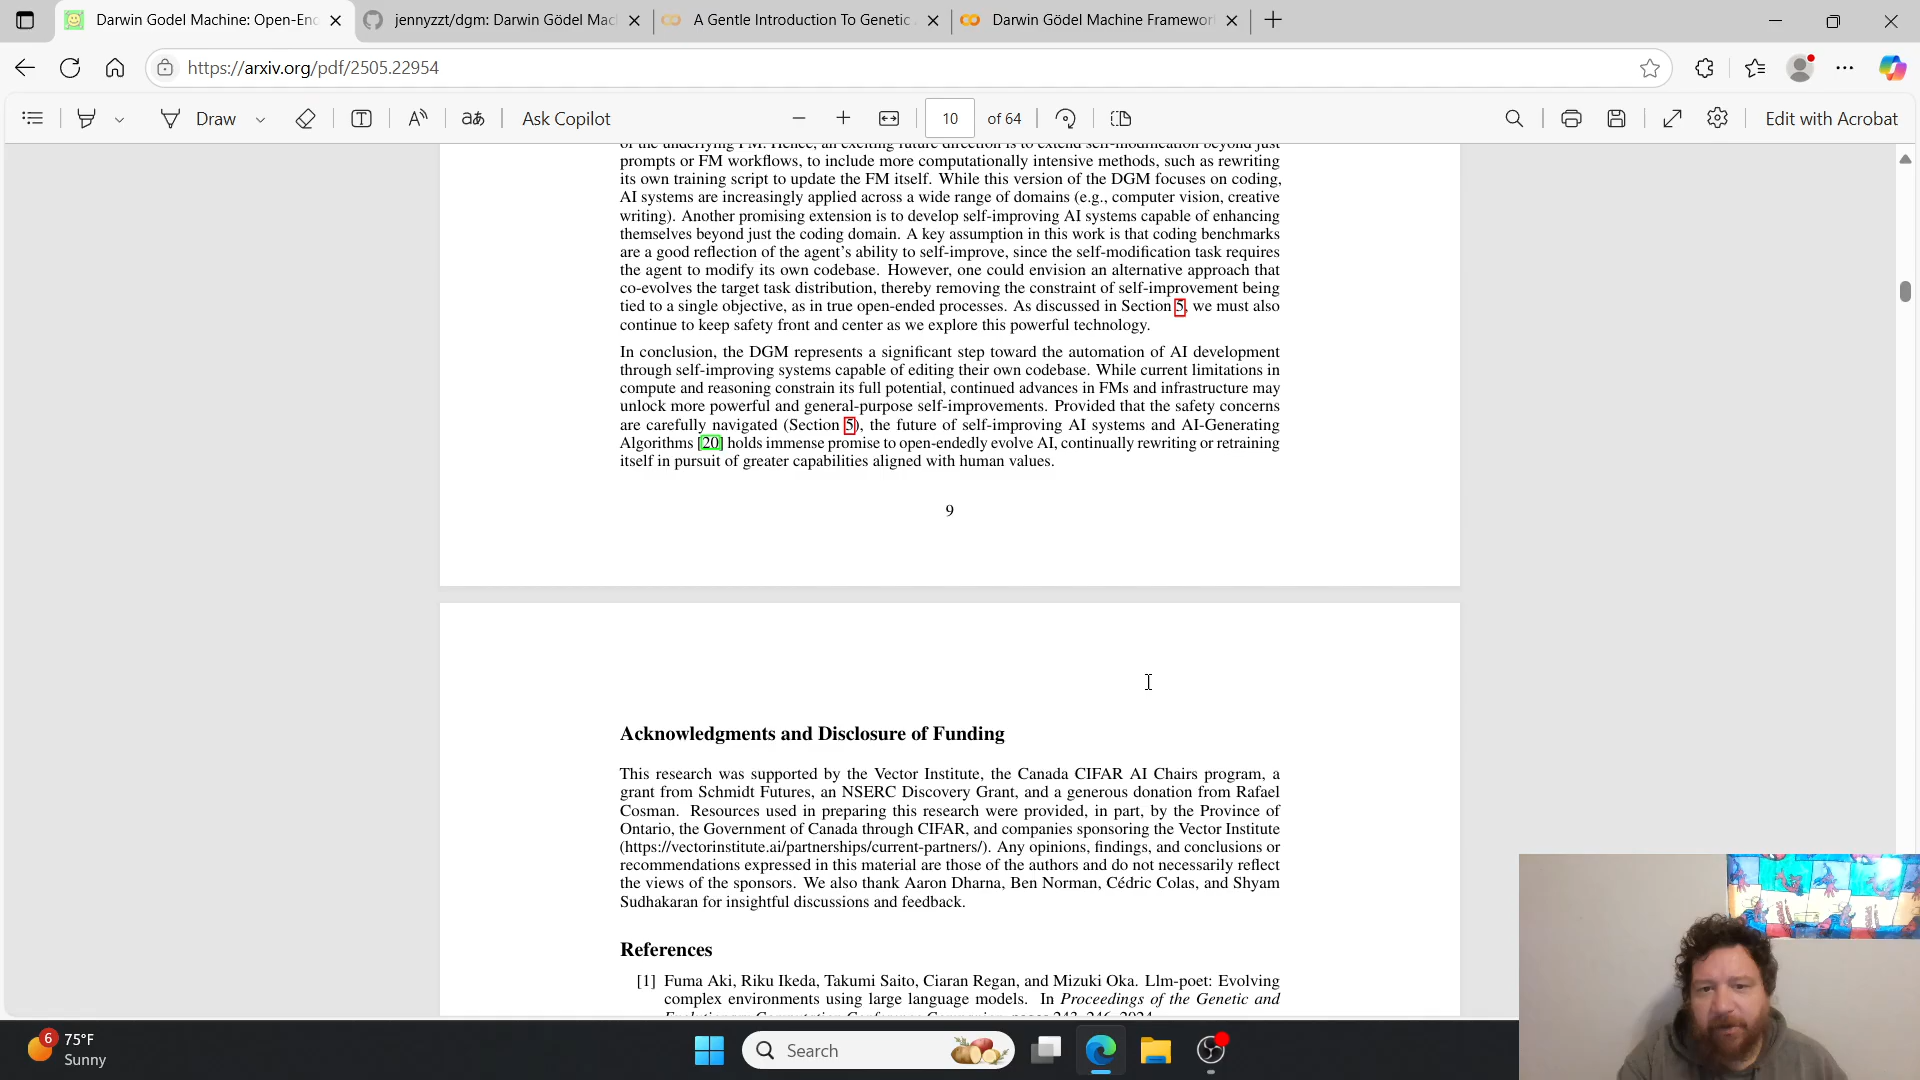 Darwin Godel Machine: Open-En
jennyzzt/dgm: Darwin Gödel Mac
A Gentle Introduction To Genetic
Darwin Gödel Machine Framewor
https://arxiv.org/pdf/2505.22954
Draw
Ask Copilot
10 of 64
Edit with Acrobat
prompts or FM workflows, to include more computationally intensive methods, such as rewriting
its own training script to update the FM itself. While this version of the DGM focuses on coding,
AI systems are increasingly applied across a wide range of domains (e.g., computer vision, creative
writing). Another promising extension is to develop self-improving AI systems capable of enhancing
themselves beyond just the coding domain. A key assumption in this work is that coding benchmarks
are a good reflection of the agent's ability to self-improve, since the self-modification task requires
the agent to modify its own codebase. However, one could envision an alternative approach that
co-evolves the target task distribution, thereby removing the constraint of self-improvement being
tied to a single objective, as in true open-ended processes. As discussed in Section 5, we must also
continue to keep safety front and center as we explore this powerful technology.
In conclusion, the DGM represents a significant step toward the automation of AI development
through self-improving systems capable of editing their own codebase. While current limitations in
compute and reasoning constrain its full potential, continued advances in FMs and infrastructure may
unlock more powerful and general-purpose self-improvements. Provided that the safety concerns
are carefully navigated (Section 5), the future of self-improving AI systems and AI-Generating
Algorithms [20] holds immense promise to open-endedly evolve AI, continually rewriting or retraining
itself in pursuit of greater capabilities aligned with human values.
9
Acknowledgments and Disclosure of Funding
This research was supported by the Vector Institute, the Canada CIFAR AI Chairs program, a
grant from Schmidt Futures, an NSERC Discovery Grant, and a generous donation from Rafael
Cosman. Resources used in preparing this research were provided, in part, by the Province of
Ontario, the Government of Canada through CIFAR, and companies sponsoring the Vector Institute
(https://vectorinstitute.ai/partnerships/current-partners/). Any opinions, findings, and conclusions or
recommendations expressed in this material are those of the authors and do not necessarily reflect
the views of the sponsors. We also thank Aaron Dharna, Ben Norman, Cédric Colas, and Shyam
Sudhakaran for insightful discussions and feedback.
References
[1] Fuma Aki, Riku Ikeda, Takumi Saito, Ciaran Regan, and Mizuki Oka. Llm-poet: Evolving
complex environments using large language models. In Proceedings of the Genetic and
6
75°F
Sunny
Search